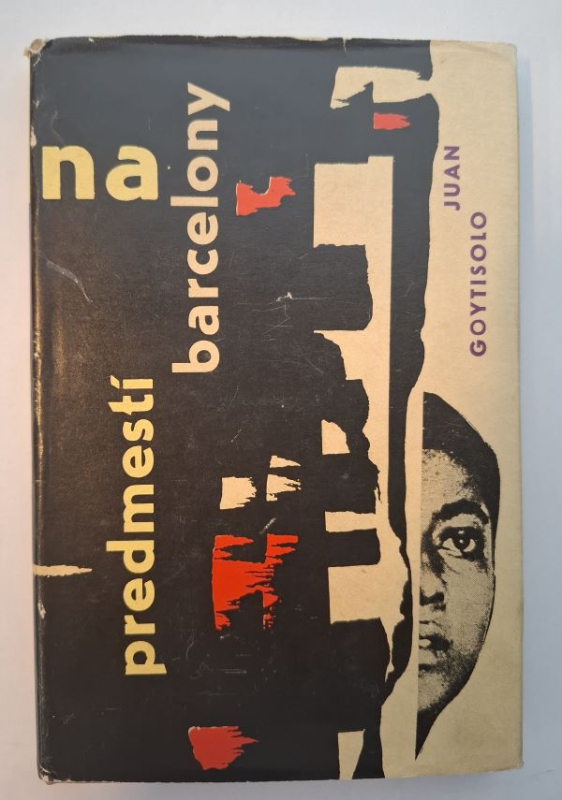 na
predmestí
barcelony
JUAN
GOYTISOLO